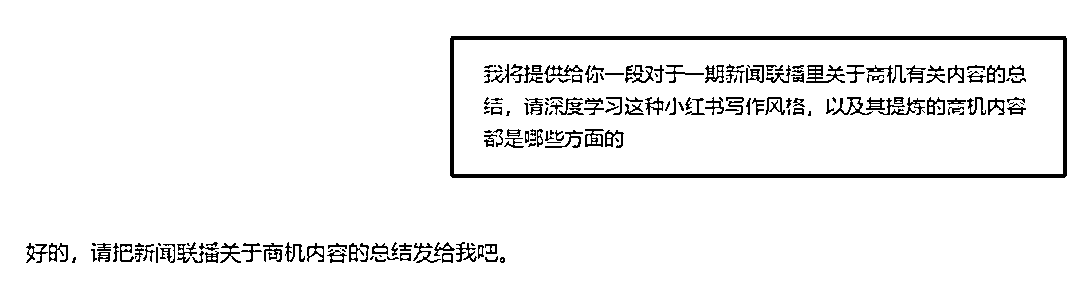 我将提供给你一段对于一期新闻联播里关于商机有关内容的总
结，请深度学习这种小红书写作风格，以及其提炼的商机内容
都是哪些方面的
好的，请把新闻联播关于商机内容的总结发给我吧。